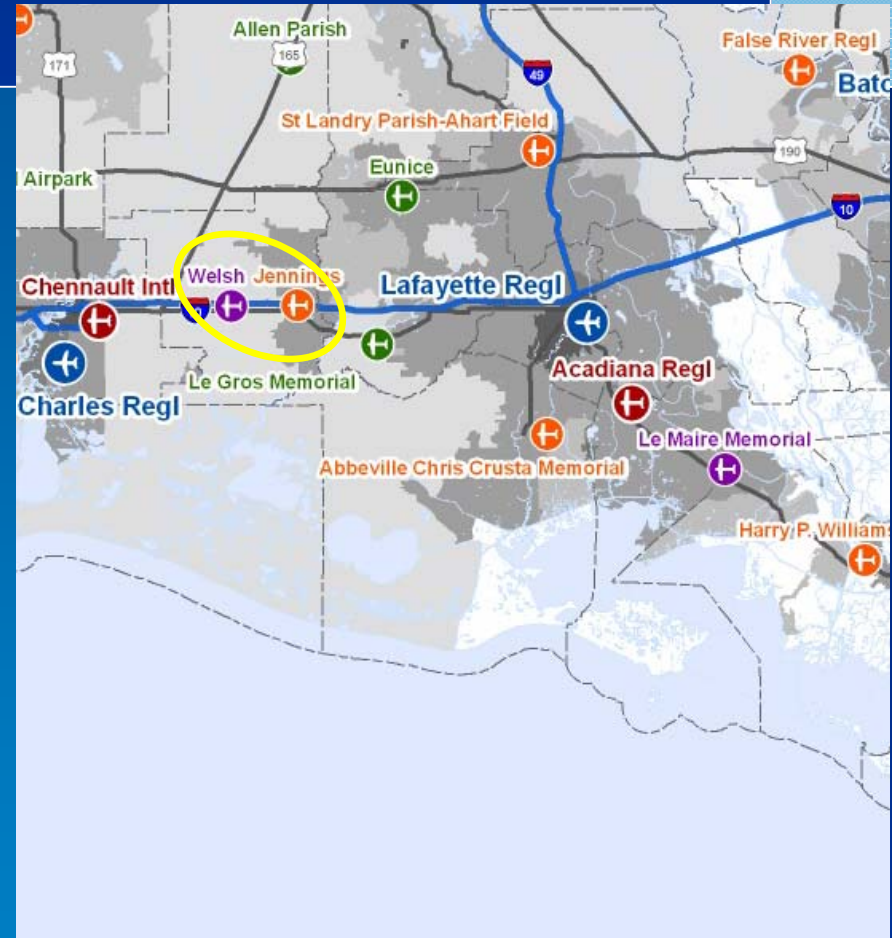 Allen Parish
165
171
49
False River Regl
Batc
St Landry Parish-Ahart Field
190
l Airpark
Eunice
10
Chennault Intl
Welsh
Jennings
Lafayette Regl
Le Gros Memorial
Charles Regl
Acadiana Regl
Le Maire Memorial
Abbeville Chris Crusta Memorial
Harry P. Williams